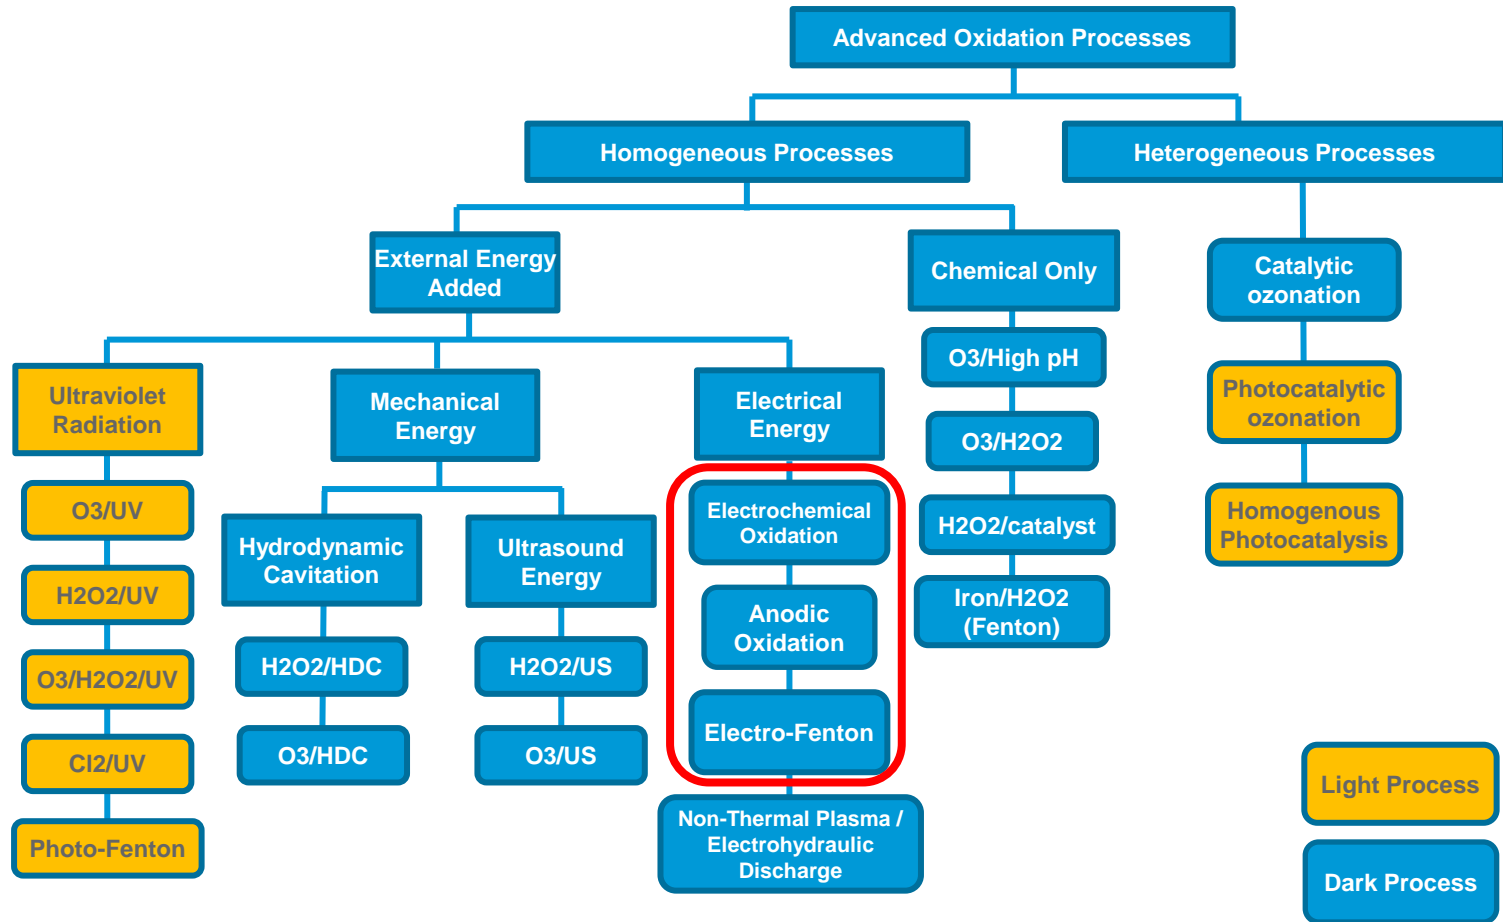 Advanced Oxidation Processes
Homogeneous Processes
Heterogeneous Processes
External Energy
Added
Chemical Only
Catalytic
ozonation
O3/High pH
Ultraviolet
Radiation
Mechanical
Energy
Electrical
Energy
Photocatalytic
ozonation
O3/H2O2
O3/UV
Electrochemical
Oxidation
Hydrodynamic
Cavitation
Ultrasound
Energy
H2O2/catalyst
Homogenous
Photocatalysis
H2O2/UV
Anodic
Oxidation
Iron/H2O2
(Fenton)
O3/H2O2/UV
H2O2/HDC
H2O2/US
Electro-Fenton
Cl2/UV
O3/HDC
O3/US
Photo-Fenton
Non-Thermal Plasma /
Electrohydraulic
Discharge
Light Process
Dark Process